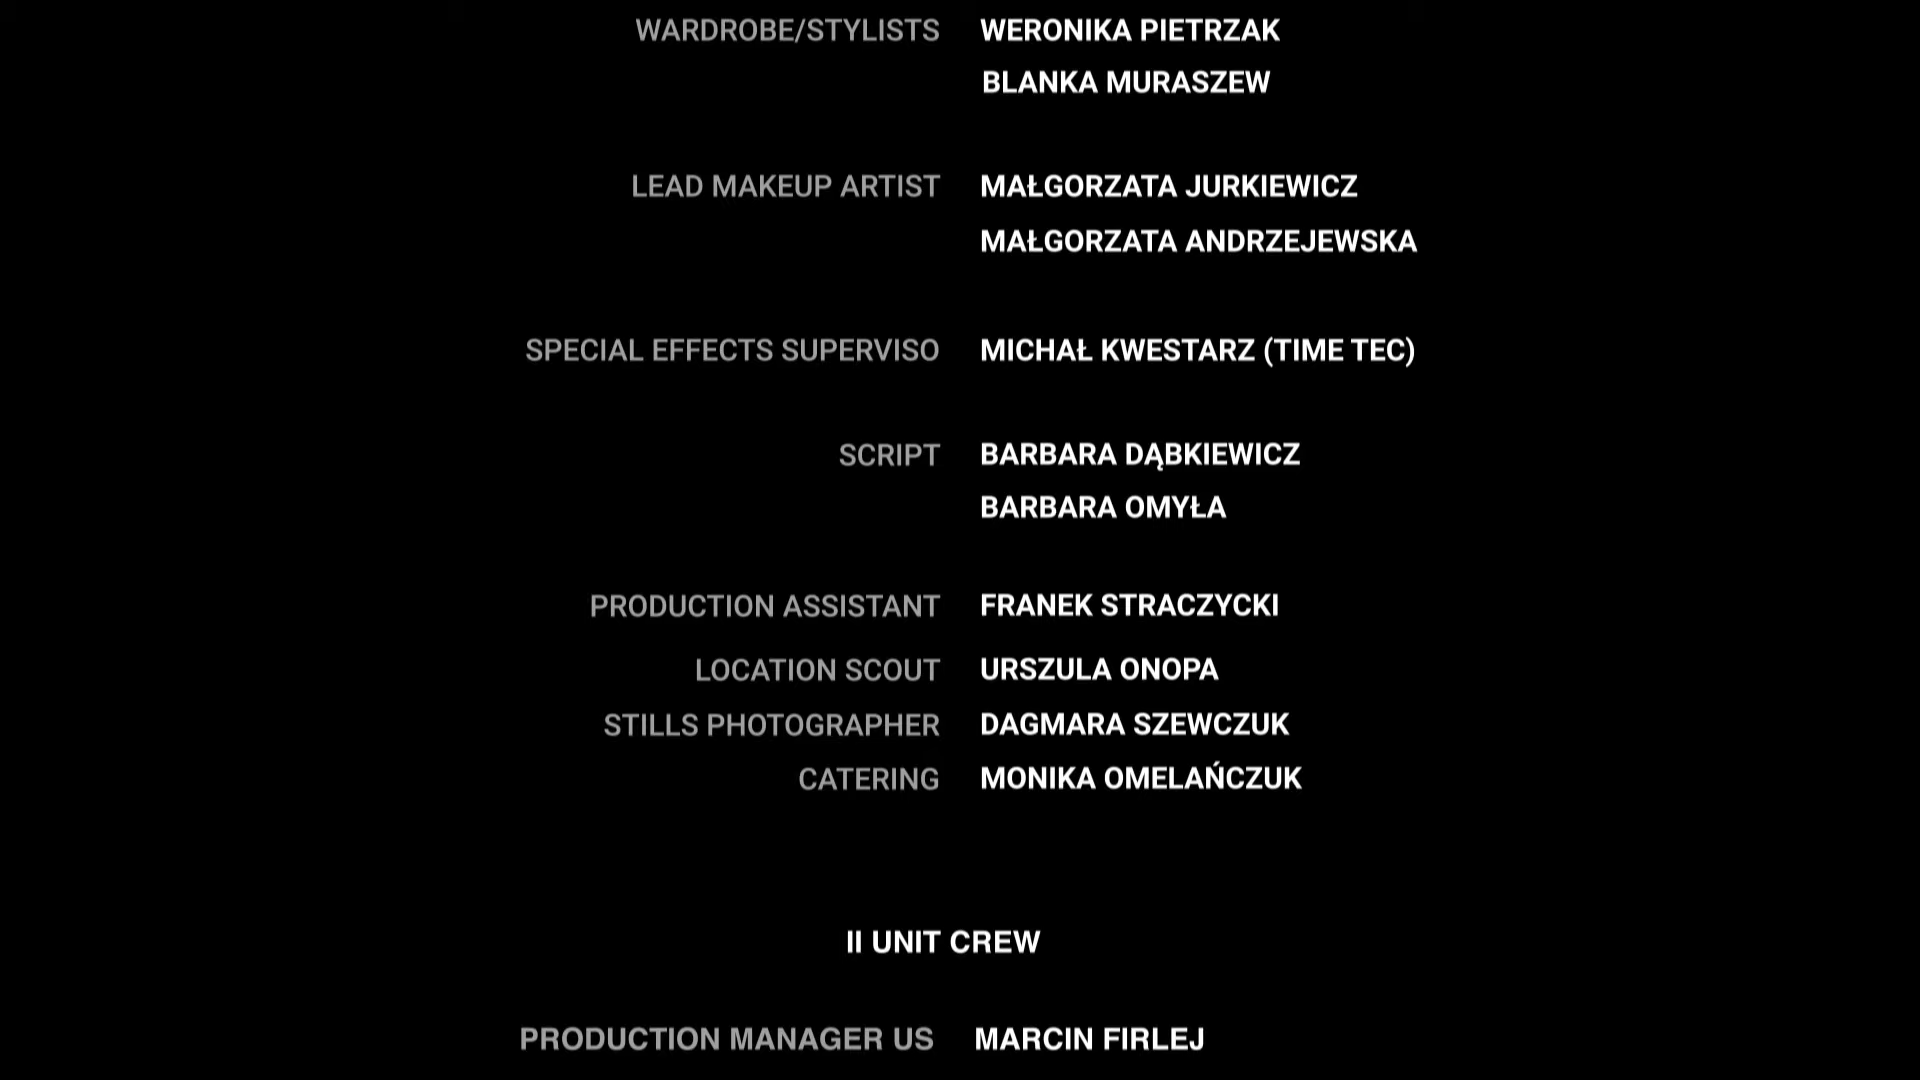 WARDROBE/STYLISTS WERONIKA PIETRZAK
BLANKA MURASZEW
LEAD MAKEUP ARTIST MAŁGORZATA JURKIEWICZ
MAŁGORZATA ANDRZEJEWSKA
SPECIAL EFFECTS SUPERVISO MICHAŁ KWESTARZ (TIME TEC)
SCRIPT BARBARA DĄBKIEWICZ
BARBARA OMYŁA
PRODUCTION ASSISTANT FRANEK STRACZYCKI
LOCATION SCOUT URSZULA ONOPA
STILLS PHOTOGRAPHER DAGMARA SZEWCZUK
CATERING MONIKA OMELAŃCZUK
II UNIT CREW
PRODUCTION MANAGER US MARCIN FIRLEJ